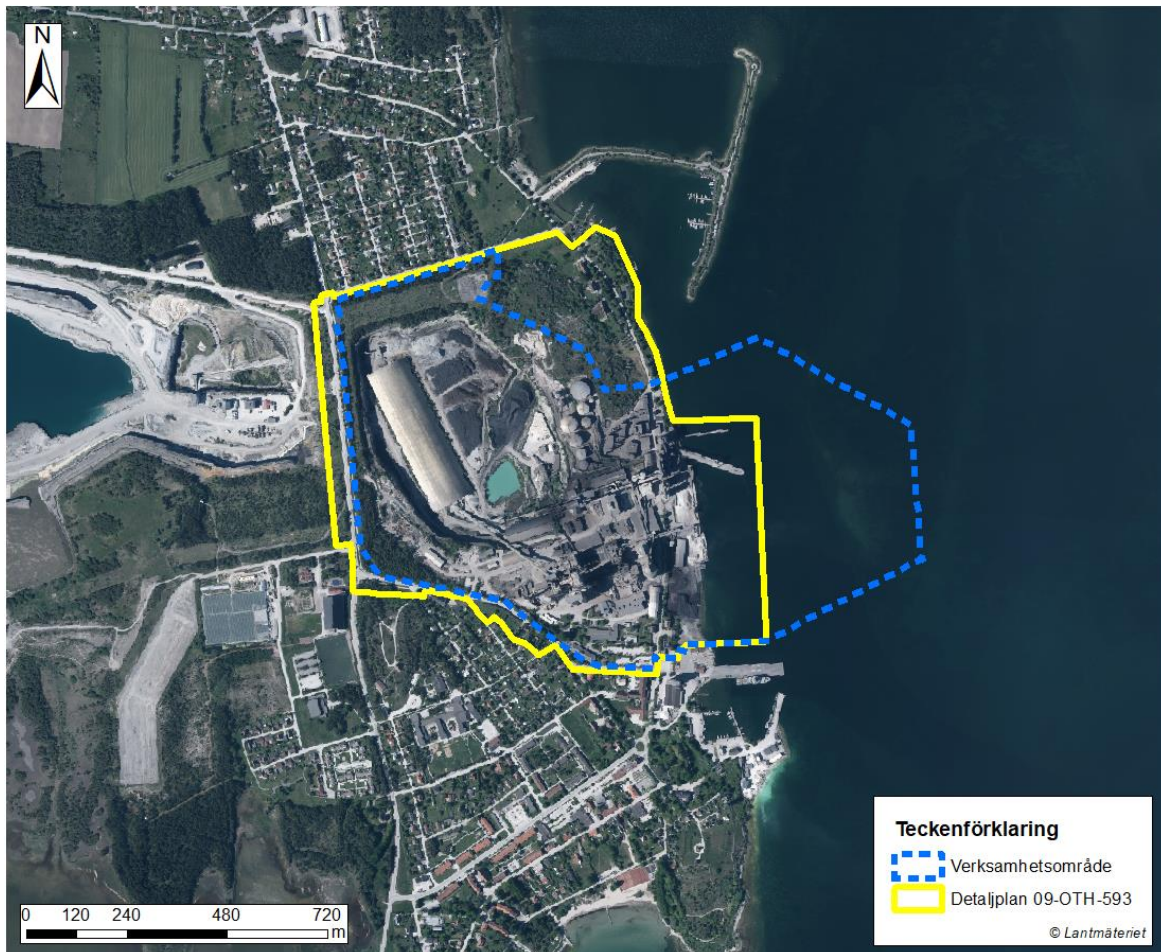 N
Teckenförklaring
Verksamhetsområde
Detaljplan 09-OTH-593
© Lantmäteriet
0 120 240 480 720
m